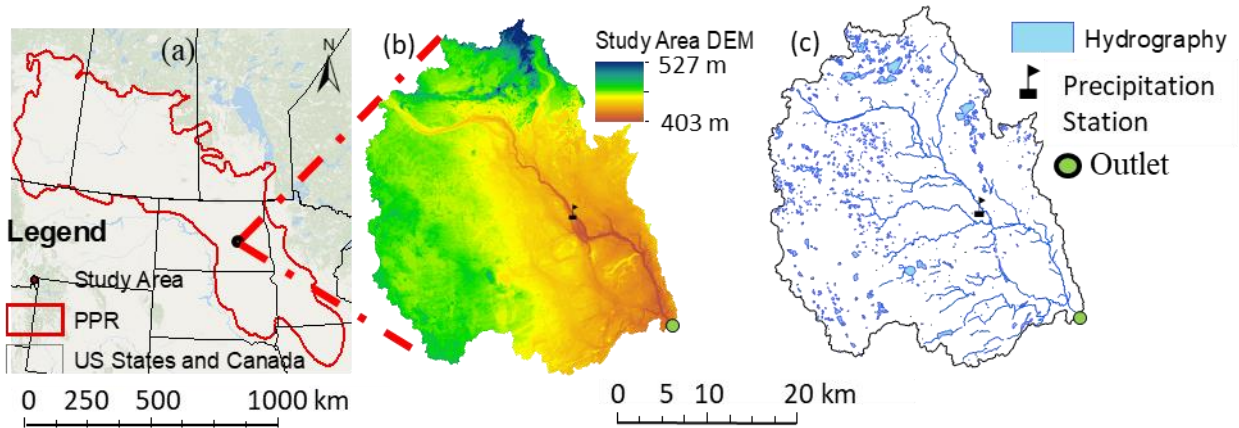 (a)
N
Legend
Study Area
PPR
US States and Canada
0 250 500 1000 km
(b)
Study Area DEM
527 m
403 m
0 5 10 20 km
(c)
Hydrography
Precipitation
Station
Outlet